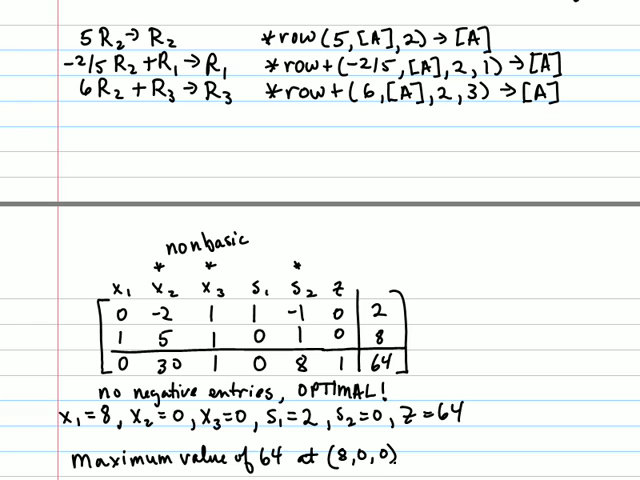 5R₂→R₂ *row(5,[A],2)→[A]
-2/5 R₂+R₁→R₁ *row+(-2/5,[A],2,1)→[A]
6R₂+R₃→R₃ *row+(6,[A],2,3)→[A]
nonbasic
* * *
x₁ x₂ x₃ s₁ s₂ z
0 -2 1 1 -1 0 2
1 5 1 0 1 0 8
0 30 1 0 8 1 64
no negative entries, OPTIMAL!
x₁=8, x₂=0, x₃=0, s₁=2, s₂=0, z=64
Maximum value of 64 at (8,0,0)